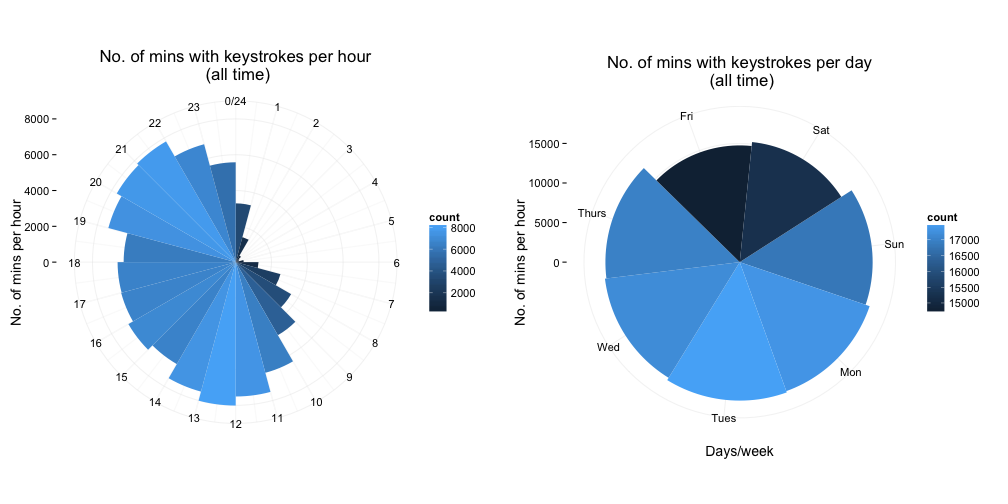 No. of mins with keystrokes per hour
(all time)
No. of mins per hour
8000
6000
4000
2000
0
0/24
1
2
3
4
5
6
7
8
9
10
11
12
13
14
15
16
17
18
19
20
21
22
23
count
8000
6000
4000
2000
No. of mins with keystrokes per day
(all time)
No. of mins per hour
15000
10000
5000
0
Fri
Sat
Sun
Mon
Tues
Wed
Thurs
Days/week
count
17000
16500
16000
15500
15000